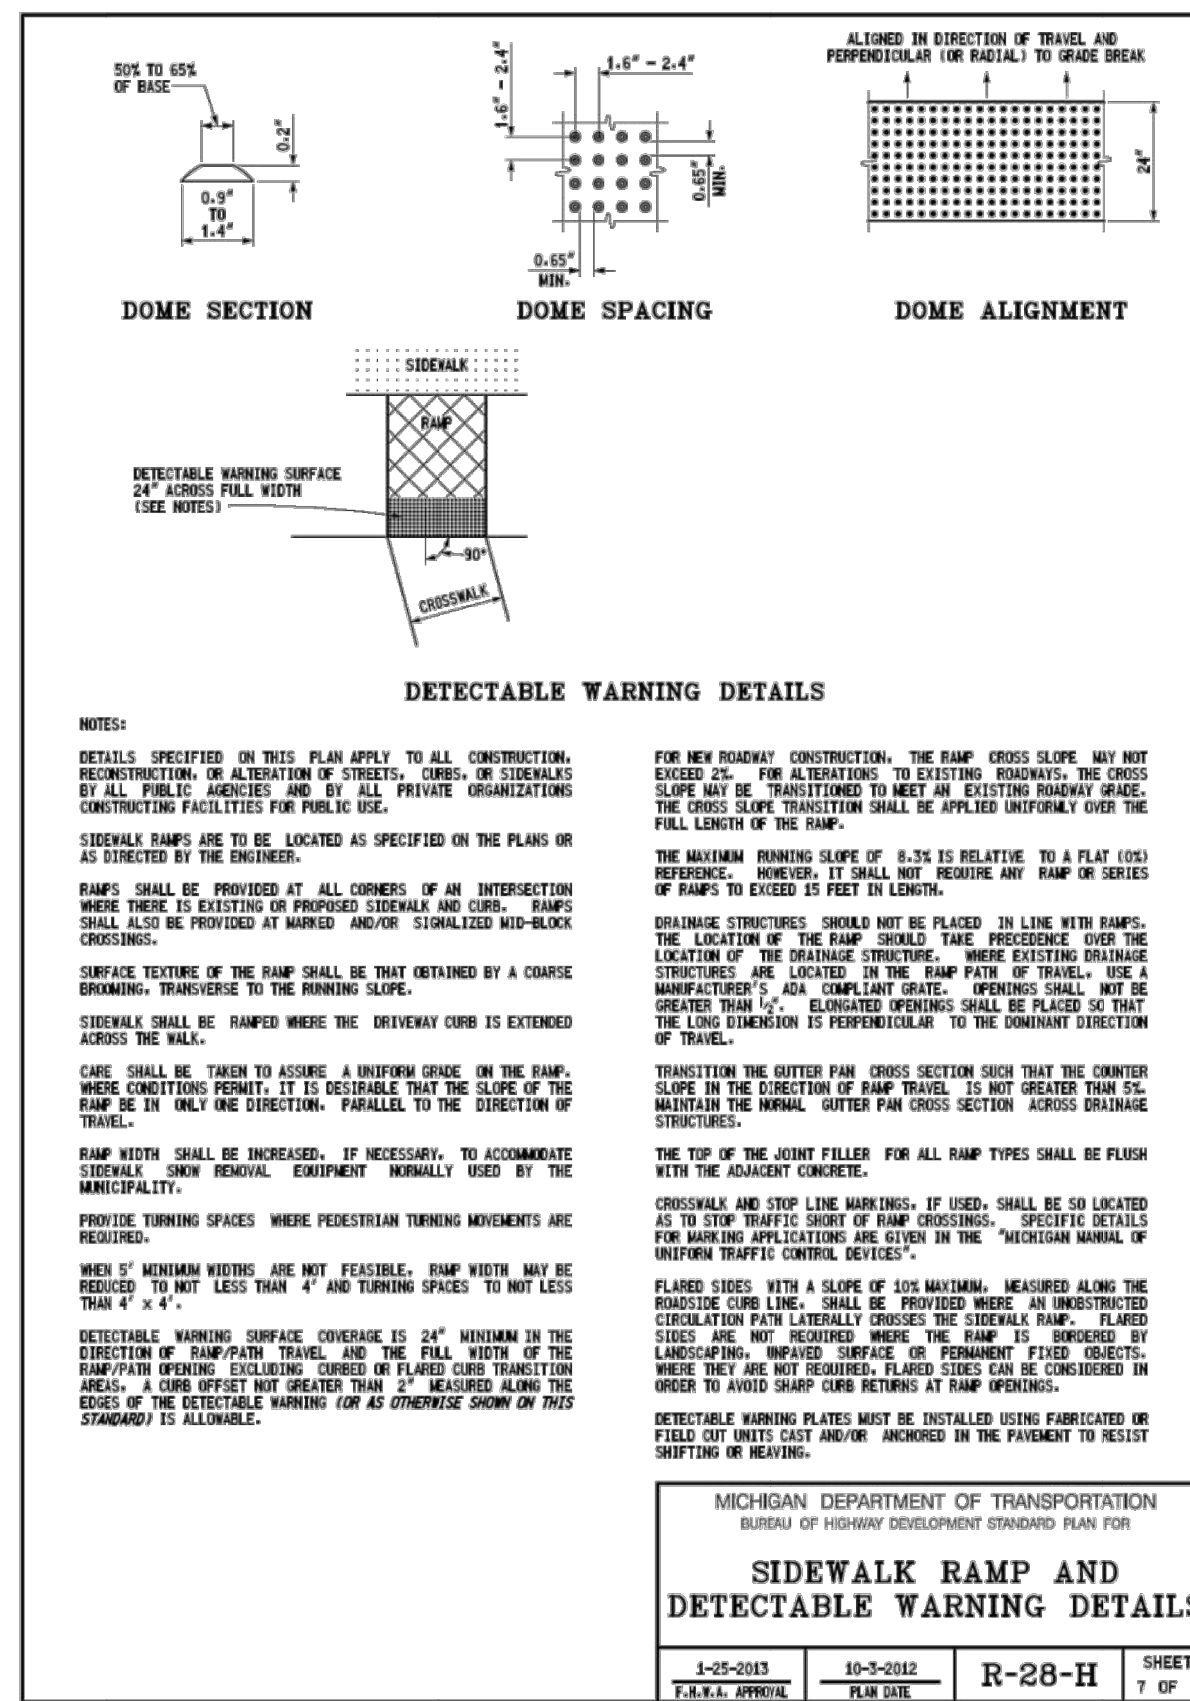 50% TO 65%
OF BASE
0.2"
0.9"
TO
1.4"
DOME SECTION
1.6" - 2.4"
1.6" - 2.4"
0.65"
MIN.
0.65"
MIN.
DOME SPACING
ALIGNED IN DIRECTION OF TRAVEL AND
PERPENDICULAR (OR RADIAL) TO GRADE BREAK
24"
DOME ALIGNMENT
SIDEWALK
RAMP
DETECTABLE WARNING SURFACE
24" ACROSS FULL WIDTH
(SEE NOTES)
90°
CROSSWALK
DETECTABLE WARNING DETAILS
NOTES:
DETAILS SPECIFIED ON THIS PLAN APPLY TO ALL CONSTRUCTION,
RECONSTRUCTION, OR ALTERATION OF STREETS, CURBS, OR SIDEWALKS
BY ALL PUBLIC AGENCIES AND BY ALL PRIVATE ORGANIZATIONS
CONSTRUCTING FACILITIES FOR PUBLIC USE.
SIDEWALK RAMPS ARE TO BE LOCATED AS SPECIFIED ON THE PLANS OR
AS DIRECTED BY THE ENGINEER.
RAMPS SHALL BE PROVIDED AT ALL CORNERS OF AN INTERSECTION
WHERE THERE IS EXISTING OR PROPOSED SIDEWALK AND CURB. RAMPS
SHALL ALSO BE PROVIDED AT MARKED AND/OR SIGNALIZED MID-BLOCK
CROSSINGS.
SURFACE TEXTURE OF THE RAMP SHALL BE THAT OBTAINED BY A COARSE
BROOMING, TRANSVERSE TO THE RUNNING SLOPE.
SIDEWALK SHALL BE RAMPED WHERE THE DRIVEWAY CURB IS EXTENDED
ACROSS THE WALK.
CARE SHALL BE TAKEN TO ASSURE A UNIFORM GRADE ON THE RAMP.
WHERE CONDITIONS PERMIT, IT IS DESIRABLE THAT THE SLOPE OF THE
RAMP BE IN ONLY ONE DIRECTION, PARALLEL TO THE DIRECTION OF
TRAVEL.
RAMP WIDTH SHALL BE INCREASED, IF NECESSARY, TO ACCOMMODATE
SIDEWALK SNOW REMOVAL EQUIPMENT NORMALLY USED BY THE
MUNICIPALITY.
PROVIDE TURNING SPACES WHERE PEDESTRIAN TURNING MOVEMENTS ARE
REQUIRED.
WHEN 5' MINIMUM WIDTHS ARE NOT FEASIBLE, RAMP WIDTH MAY BE
REDUCED TO NOT LESS THAN 4' AND TURNING SPACES TO NOT LESS
THAN 4' x 4'.
DETECTABLE WARNING SURFACE COVERAGE IS 24" MINIMUM IN THE
DIRECTION OF RAMP/PATH TRAVEL AND THE FULL WIDTH OF THE
RAMP/PATH OPENING EXCLUDING CURBED OR FLARED CURB TRANSITION
AREAS. A CURB OFFSET NOT GREATER THAN 2" MEASURED ALONG THE
EDGES OF THE DETECTABLE WARNING (OR AS OTHERWISE SHOWN ON THIS
STANDARD) IS ALLOWABLE.
FOR NEW ROADWAY CONSTRUCTION, THE RAMP CROSS SLOPE MAY NOT
EXCEED 2%. FOR ALTERATIONS TO EXISTING ROADWAYS, THE CROSS
SLOPE MAY BE TRANSITIONED TO MEET AN EXISTING ROADWAY GRADE.
THE CROSS SLOPE TRANSITION SHALL BE APPLIED UNIFORMLY OVER THE
FULL LENGTH OF THE RAMP.
THE MAXIMUM RUNNING SLOPE OF 8.3% IS RELATIVE TO A FLAT (0%)
REFERENCE. HOWEVER, IT SHALL NOT REQUIRE ANY RAMP OR SERIES
OF RAMPS TO EXCEED 15 FEET IN LENGTH.
DRAINAGE STRUCTURES SHOULD NOT BE PLACED IN LINE WITH RAMPS.
THE LOCATION OF THE RAMP SHOULD TAKE PRECEDENCE OVER THE
LOCATION OF THE DRAINAGE STRUCTURE. WHERE EXISTING DRAINAGE
STRUCTURES ARE LOCATED IN THE RAMP PATH OF TRAVEL, USE A
MANUFACTURER'S ADA COMPLIANT GRATE. OPENINGS SHALL NOT BE
GREATER THAN 1/2". ELONGATED OPENINGS SHALL BE PLACED SO THAT
THE LONG DIMENSION IS PERPENDICULAR TO THE DOMINANT DIRECTION
OF TRAVEL.
TRANSITION THE GUTTER PAN CROSS SECTION SUCH THAT THE COUNTER
SLOPE IN THE DIRECTION OF RAMP TRAVEL IS NOT GREATER THAN 5%.
MAINTAIN THE NORMAL GUTTER PAN CROSS SECTION ACROSS DRAINAGE
STRUCTURES.
THE TOP OF THE JOINT FILLER FOR ALL RAMP TYPES SHALL BE FLUSH
WITH THE ADJACENT CONCRETE.
CROSSWALK AND STOP LINE MARKINGS, IF USED, SHALL BE SO LOCATED
AS TO STOP TRAFFIC SHORT OF RAMP CROSSINGS. SPECIFIC DETAILS
FOR MARKING APPLICATIONS ARE GIVEN IN THE "MICHIGAN MANUAL OF
UNIFORM TRAFFIC CONTROL DEVICES".
FLARED SIDES WITH A SLOPE OF 10% MAXIMUM, MEASURED ALONG THE
ROADSIDE CURB LINE, SHALL BE PROVIDED WHERE AN UNOBSTRUCTED
CIRCULATION PATH LATERALLY CROSSES THE SIDEWALK RAMP. FLARED
SIDES ARE NOT REQUIRED WHERE THE RAMP IS BORDERED BY
LANDSCAPING, UNPAVED SURFACE OR PERMANENT FIXED OBJECTS.
WHERE THEY ARE NOT REQUIRED, FLARED SIDES CAN BE CONSIDERED IN
ORDER TO AVOID SHARP CURB RETURNS AT RAMP OPENINGS.
DETECTABLE WARNING PLATES MUST BE INSTALLED USING FABRICATED OR
FIELD CUT UNITS CAST AND/OR ANCHORED IN THE PAVEMENT TO RESIST
SHIFTING OR HEAVING.
MICHIGAN DEPARTMENT OF TRANSPORTATION
BUREAU OF HIGHWAY DEVELOPMENT STANDARD PLAN FOR
SIDEWALK RAMP AND
DETECTABLE WARNING DETAILS
1-25-2013
F.H.W.A. APPROVAL
10-3-2012
PLAN DATE
R-28-H
SHEET
7 OF